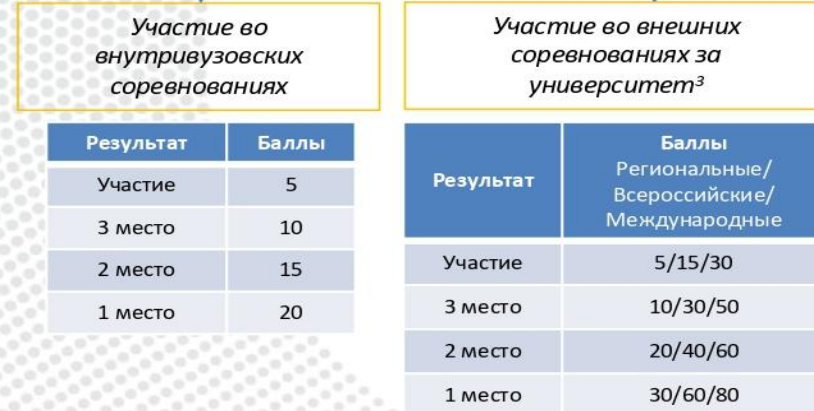 Участие во
внутривузовских
соревнованиях
Результат Баллы
Участие 5
3 место 10
2 место 15
1 место 20
Участие во внешних
соревнованиях за
университет³
Результат
Баллы
Региональные/
Всероссийские/
Международные
Участие 5/15/30
3 место 10/30/50
2 место 20/40/60
1 место 30/60/80